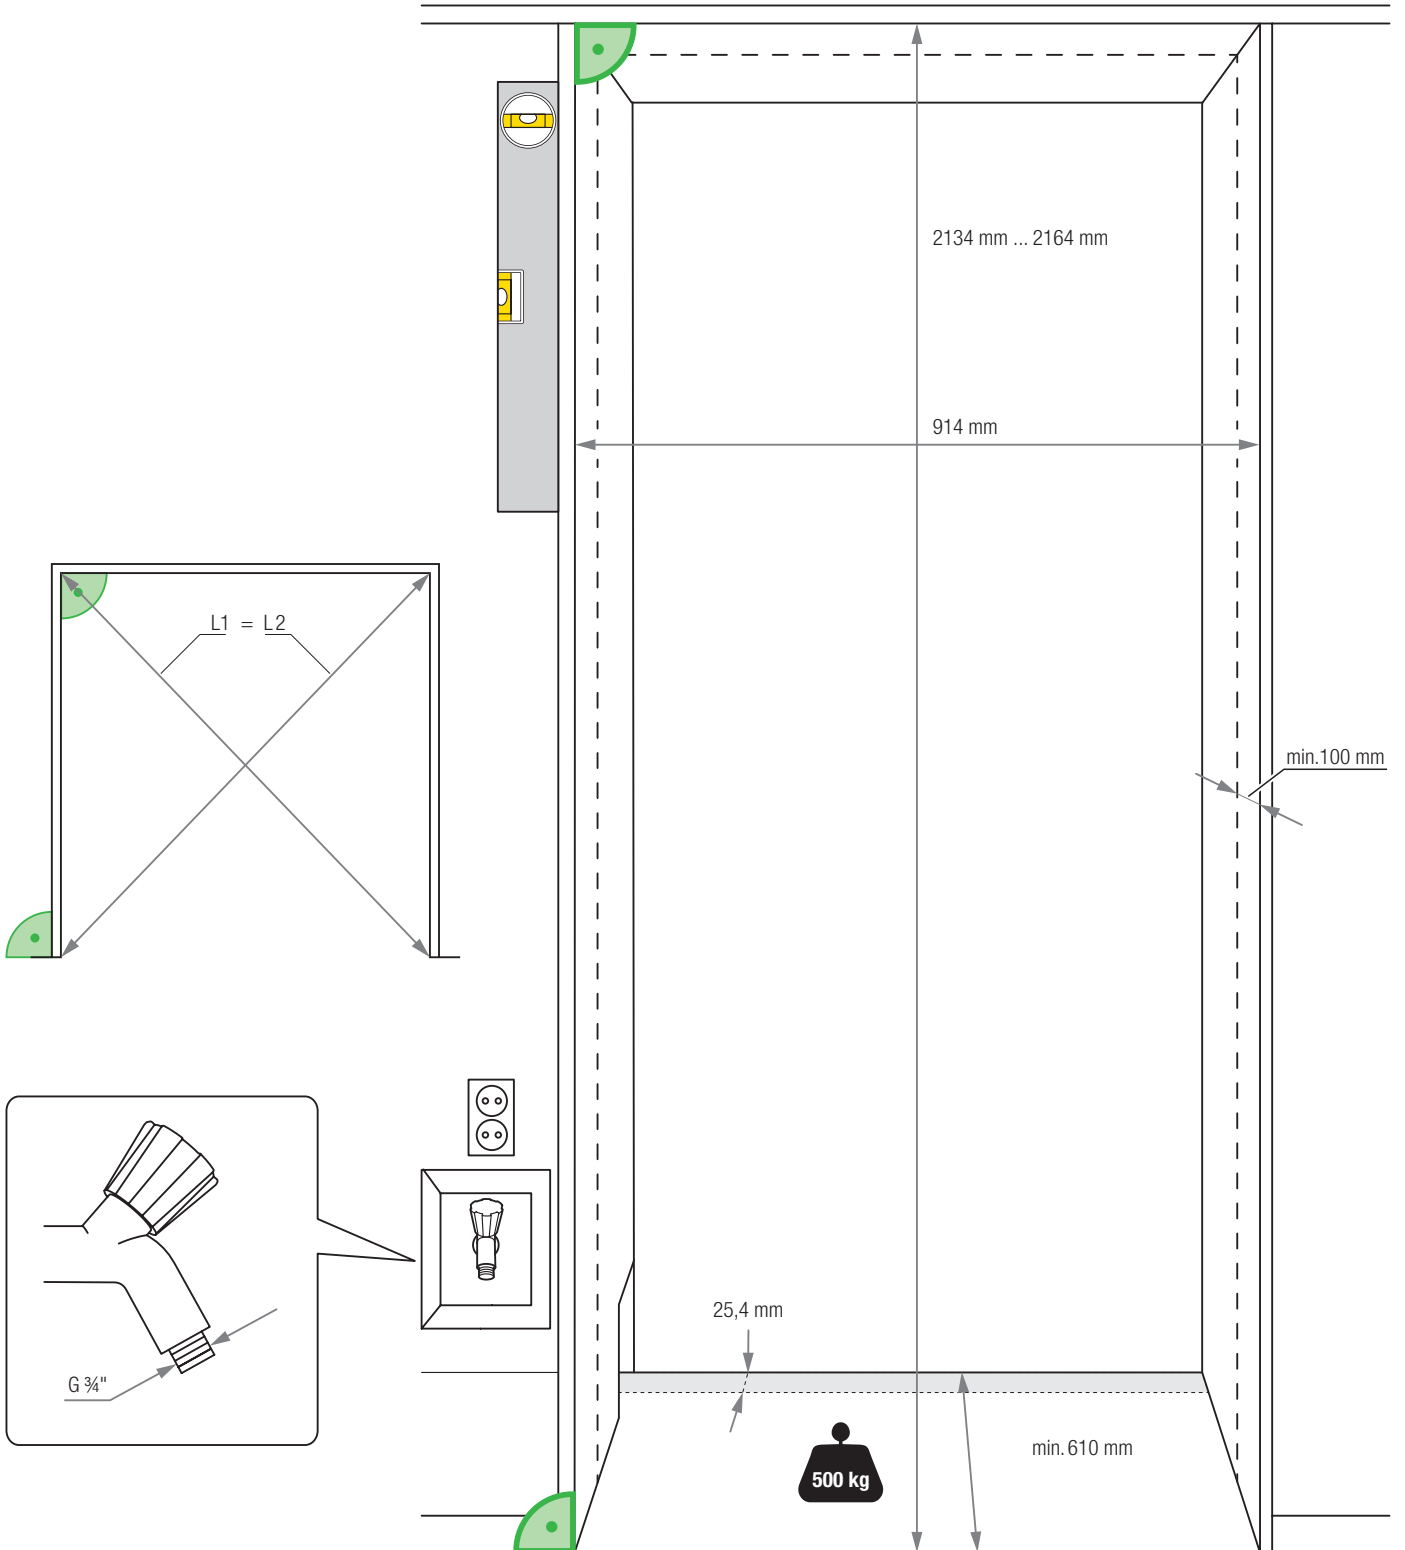 2134 mm ... 2164 mm
914 mm
L1 = L2
min.100 mm
25,4 mm
G ¾"
min. 610 mm
500 kg